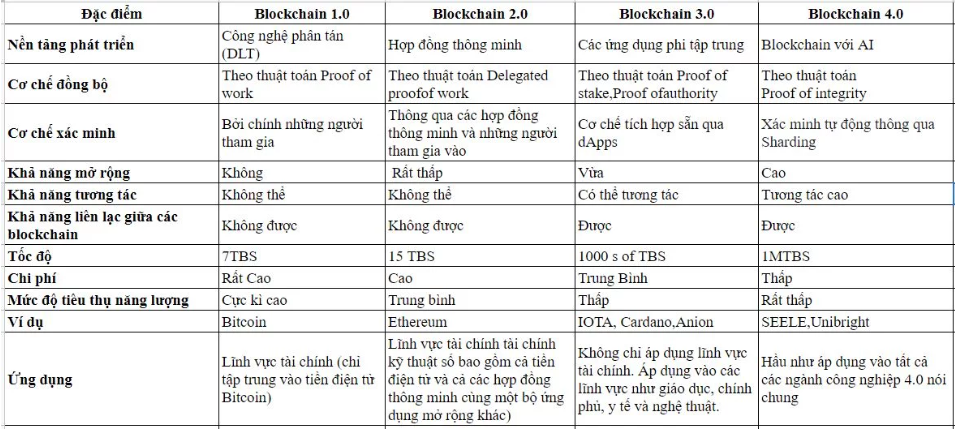 Đặc điểm Blockchain 1.0 Blockchain 2.0 Blockchain 3.0 Blockchain 4.0
Nền tảng phát triển
Công nghệ phân tán
(DLT)
Hợp đồng thông minh
Các ứng dụng phi tập trung
Blockchain với AI
Cơ chế đồng bộ
Theo thuật toán Proof of
work
Theo thuật toán Delegated
proofof work
Theo thuật toán Proof of
stake,Proof ofauthority
Theo thuật toán
Proof of integrity
Cơ chế xác minh
Bởi chính những người
tham gia
Thông qua các hợp đồng
thông minh và những người
tham gia vào
Cơ chế tích hợp sẵn qua
dApps
Xác minh tự động thông qua
Sharding
Khả năng mở rộng Không Rất thấp Vừa Cao
Khả năng tương tác Không thể Không thể Có thể tương tác Tương tác cao
Khả năng liên lạc giữa các
blockchain
Không được Không được Được Được
Tốc độ 7TBS 15 TBS 1000 s of TBS 1MTBS
Chi phí Rất Cao Cao Trung Bình Thấp
Mức độ tiêu thụ năng lượng Cực kì cao Trung bình Thấp Rất thấp
Ví dụ Bitcoin Ethereum IOTA, Cardano,Anion SEELE,Unibright
Ứng dụng
Lĩnh vực tài chính (chỉ
tập trung vào tiền điện tử
Bitcoin)
Lĩnh vực tài chính tài chính
kỹ thuật số bao gồm cả tiền
điện tử và cả các hợp đồng
thông minh cùng một bộ ứng
dụng mở rộng khác)
Không chỉ áp dụng lĩnh vực
tài chính. Áp dụng vào các
lĩnh vực như giáo dục, chính
phủ, y tế và nghệ thuật.
Hầu như áp dụng vào tất cả
các ngành công nghiệp 4.0 nói
chung